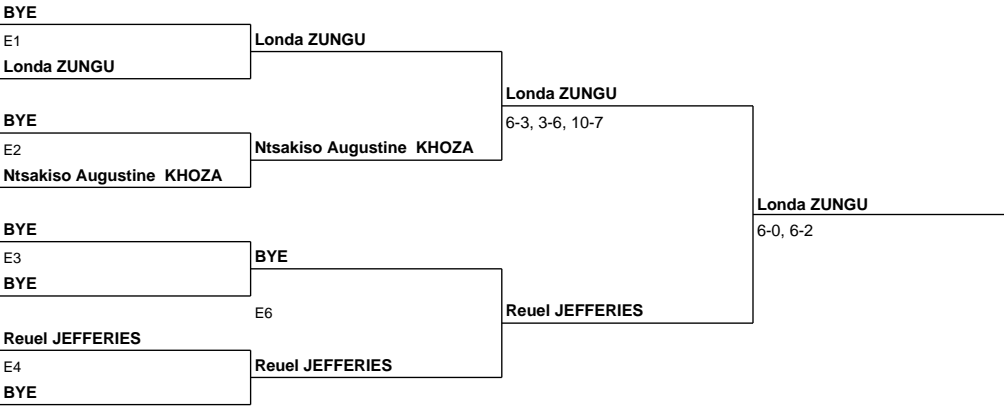 BYE
E1
Londa ZUNGU
Londa ZUNGU
BYE
E2
Ntsakiso Augustine KHOZA
Ntsakiso Augustine KHOZA
Londa ZUNGU
6-3, 3-6, 10-7
BYE
E3
BYE
BYE
E6
Reuel JEFFERIES
E4
BYE
Reuel JEFFERIES
Reuel JEFFERIES
Londa ZUNGU
6-0, 6-2